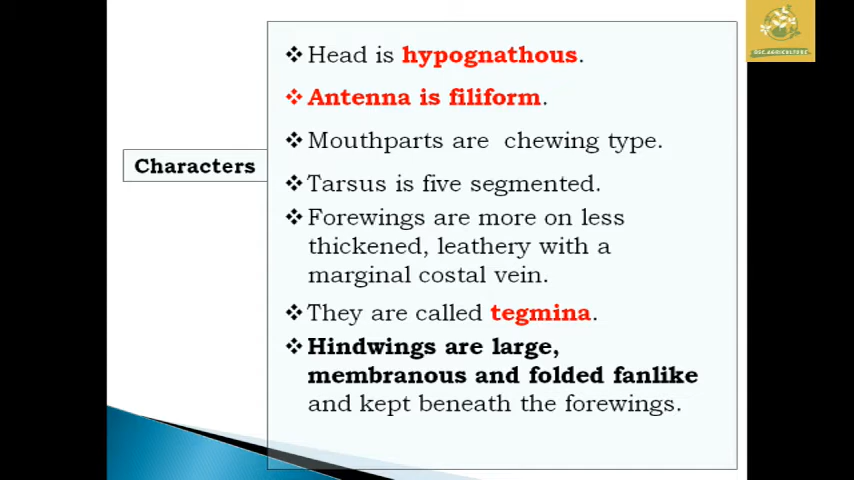 ❖ Head is hypognathous.
❖ Antenna is filiform.
❖ Mouthparts are chewing type.
Characters
❖ Tarsus is five segmented.
❖ Forewings are more on less
thickened, leathery with a
marginal costal vein.
❖ They are called tegmina.
❖ Hindwings are large,
membranous and folded fanlike
and kept beneath the forewings.